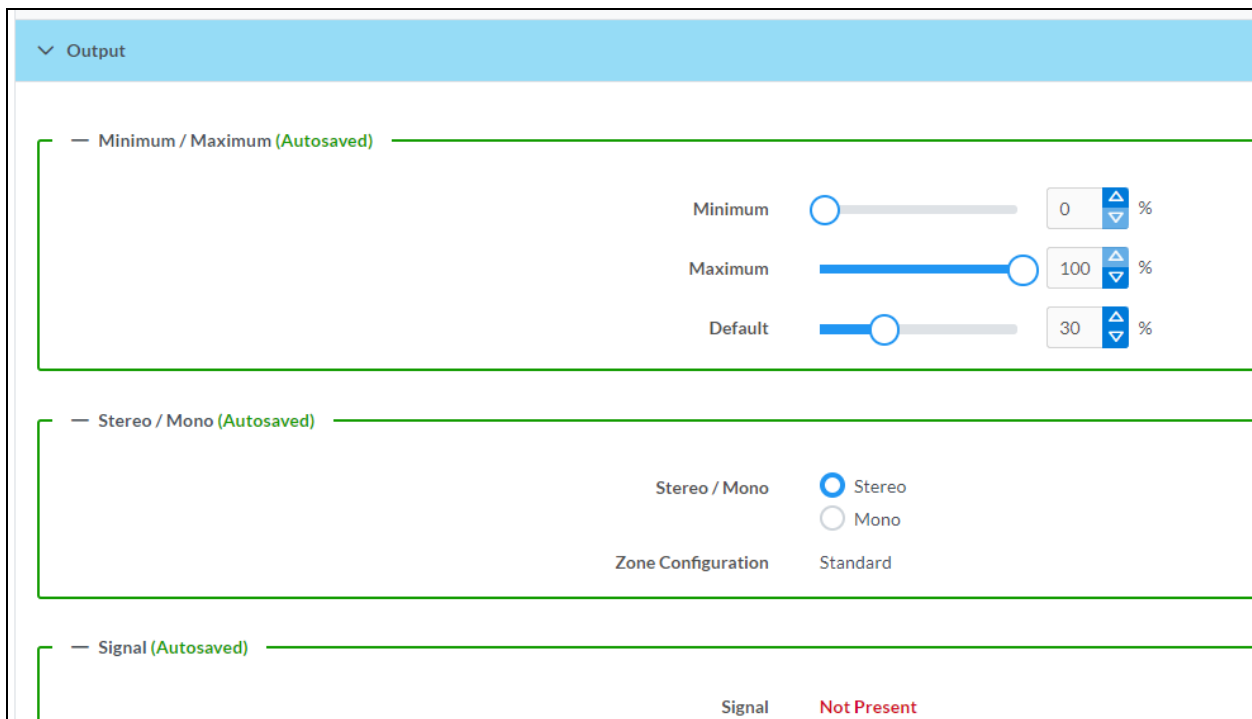 Output
Minimum / Maximum (Autosaved)
Minimum 0 %
Maximum 100 %
Default 30 %
Stereo / Mono (Autosaved)
Stereo / Mono Stereo
Mono
Zone Configuration Standard
Signal (Autosaved)
Signal Not Present